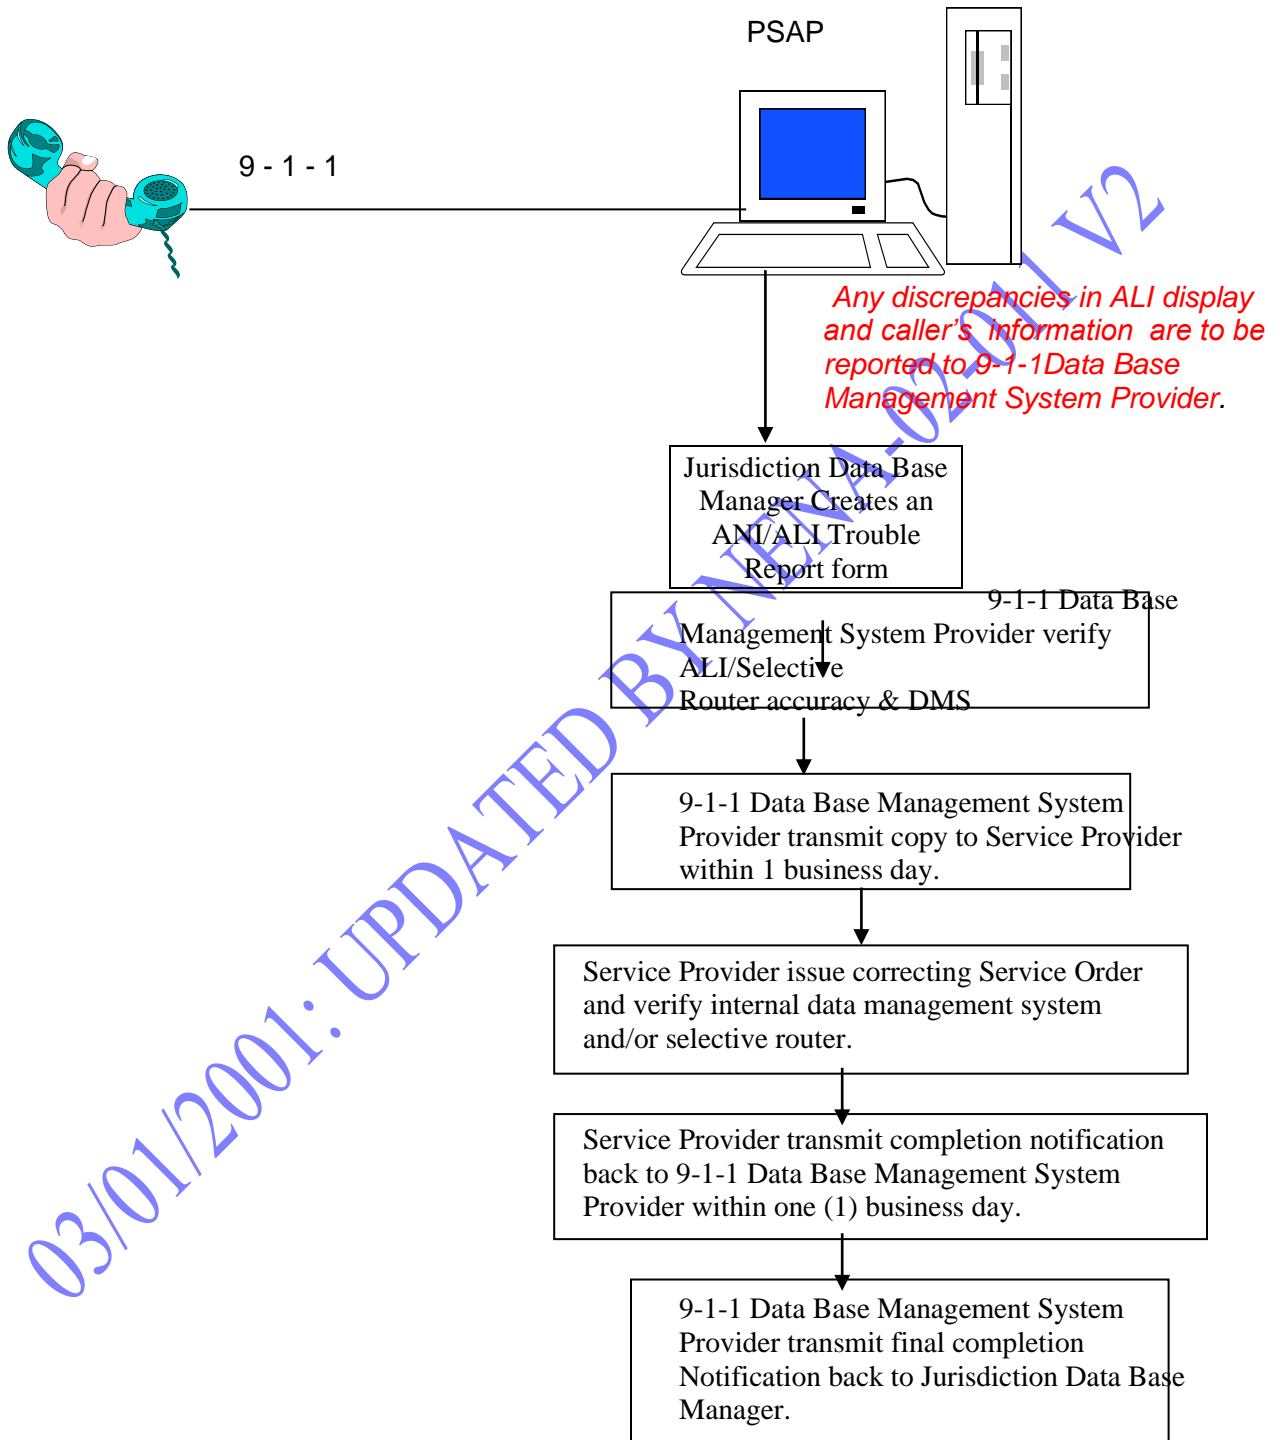 PSAP
9 - 1 - 1
Any discrepancies in ALI display
and caller's  information  are to be
reported to 9-1-1Data Base
Management System Provider.
Jurisdiction Data Base
Manager Creates an
ANI/ALI Trouble
Report form
9-1-1 Data Base
Management System Provider verify
ALI/Selective
Router accuracy & DMS
9-1-1 Data Base Management System
Provider transmit copy to Service Provider
within 1 business day.
Service Provider issue correcting Service Order
and verify internal data management system
and/or selective router.
Service Provider transmit completion notification
back to 9-1-1 Data Base Management System
Provider within one (1) business day.
9-1-1 Data Base Management System
Provider transmit final completion
Notification back to Jurisdiction Data Base
Manager.
03/01/2001: UPDATED BY NENA-02-011 V2